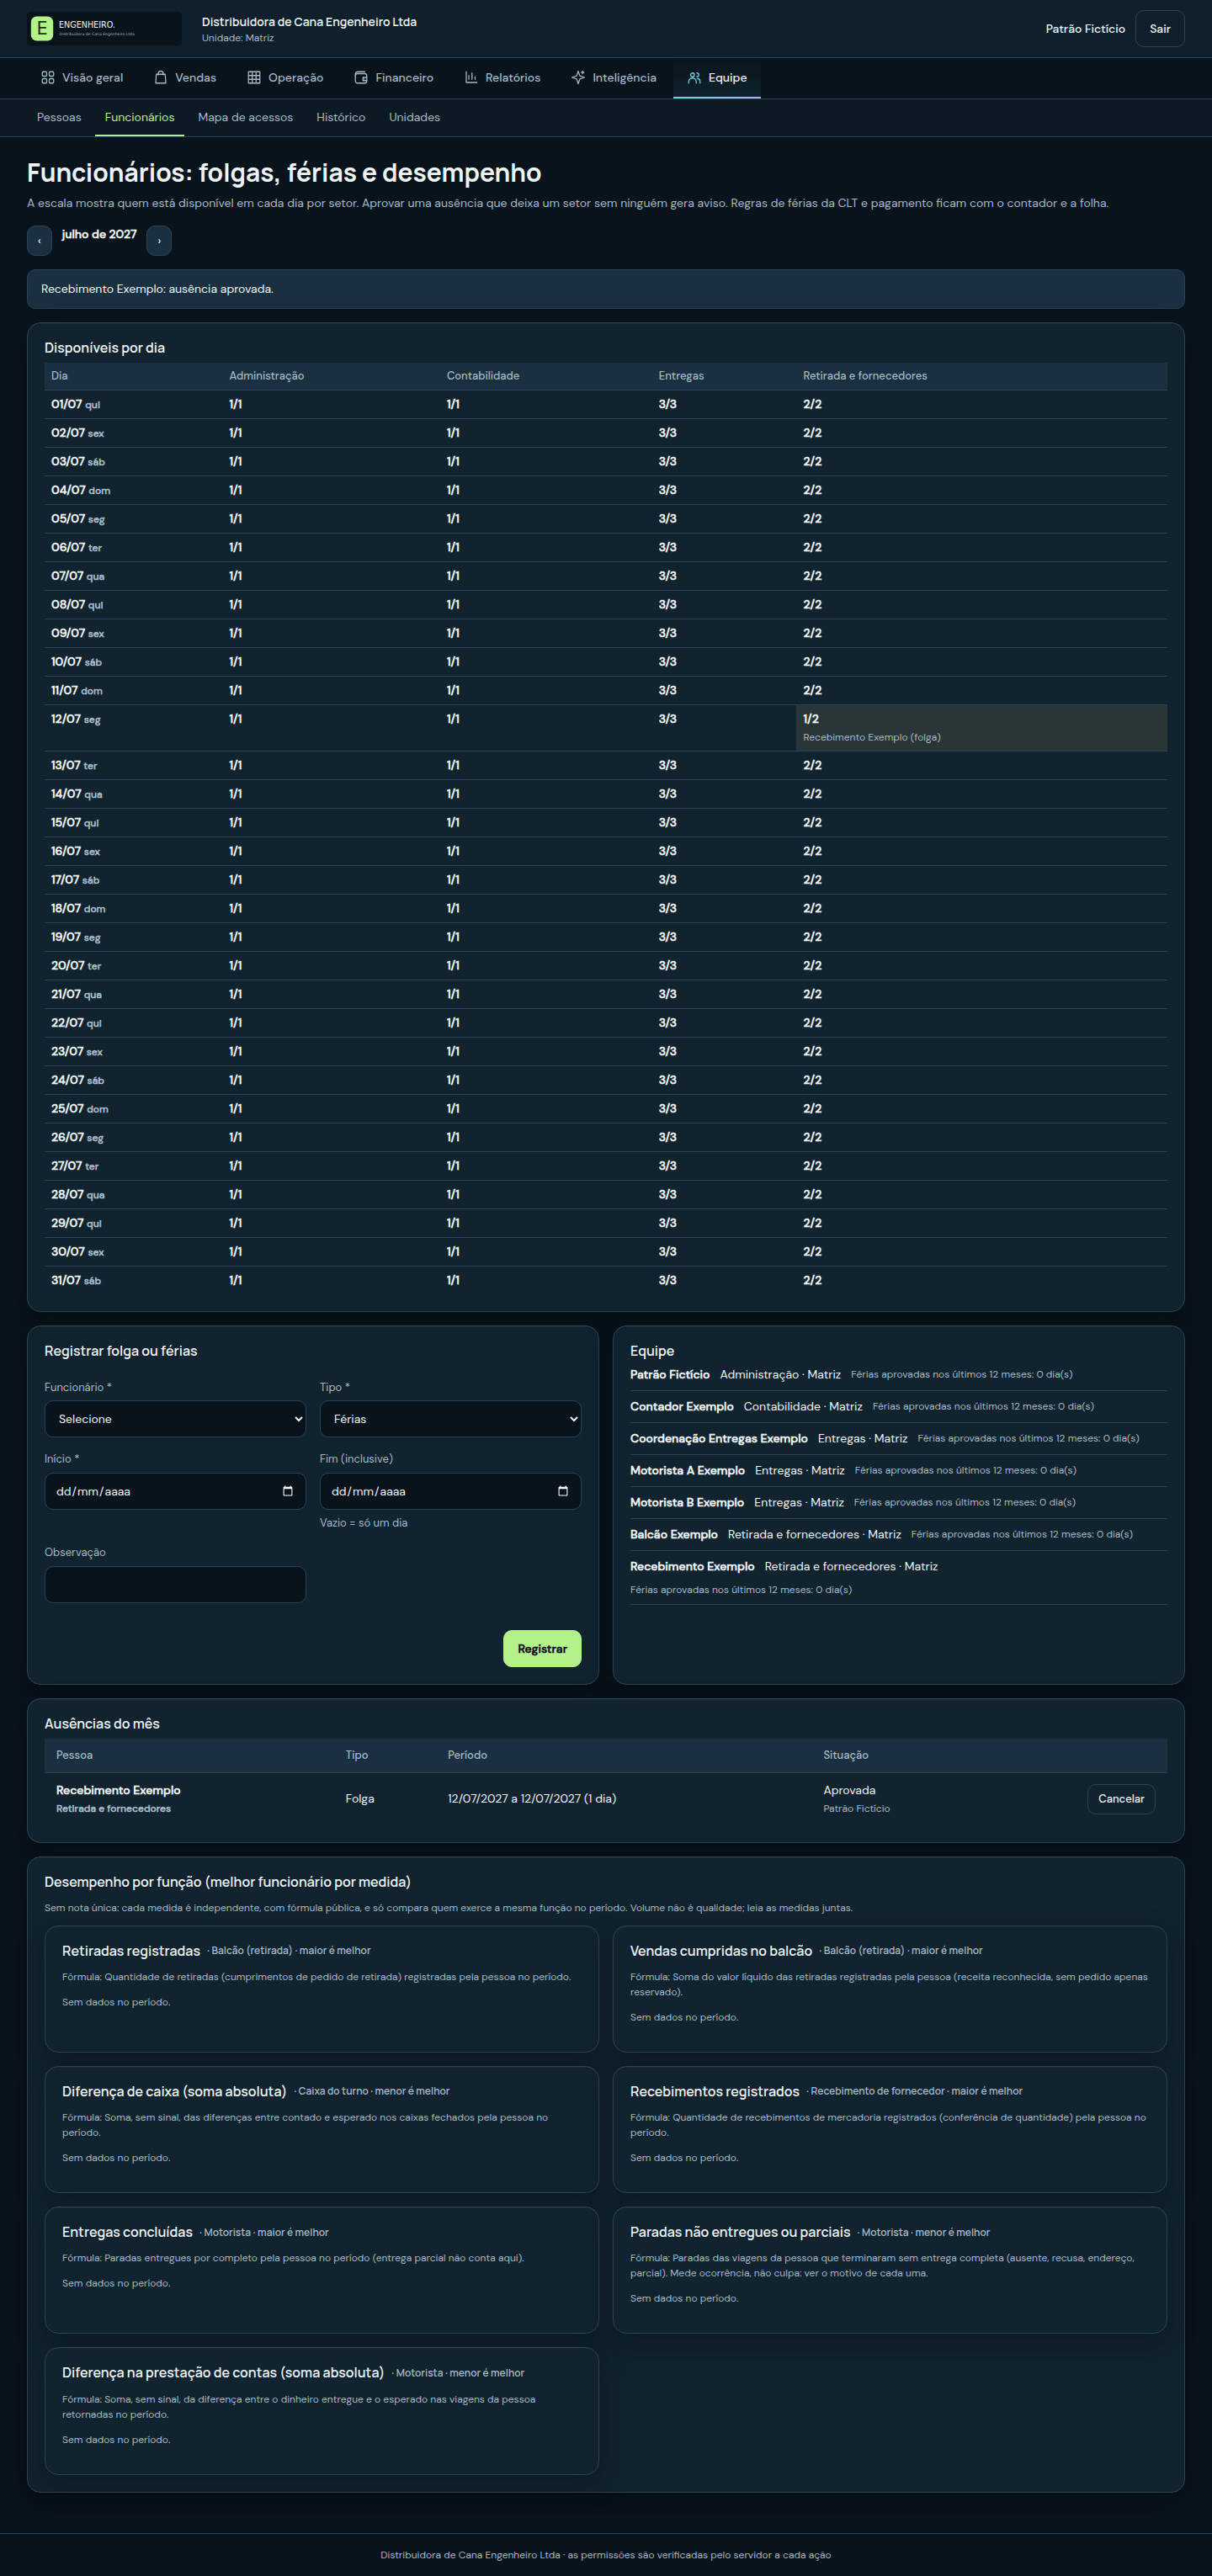 E ENGENHEIRO.
Distribuidora de Cana Engenheiro Ltda
Distribuidora de Cana Engenheiro Ltda
Unidade: Matriz
Patrão Fictício Sair
Visão geral Vendas Operação Financeiro Relatórios Inteligência Equipe
Pessoas Funcionários Mapa de acessos Histórico Unidades
Funcionários: folgas, férias e desempenho
A escala mostra quem está disponível em cada dia por setor. Aprovar uma ausência que deixa um setor sem ninguém gera aviso. Regras de férias da CLT e pagamento ficam com o contador e a folha.
‹ julho de 2027 ›
Recebimento Exemplo: ausência aprovada.
Disponíveis por dia
Dia Administração Contabilidade Entregas Retirada e fornecedores
01/07 qui 1/1 1/1 3/3 2/2
02/07 sex 1/1 1/1 3/3 2/2
03/07 sáb 1/1 1/1 3/3 2/2
04/07 dom 1/1 1/1 3/3 2/2
05/07 seg 1/1 1/1 3/3 2/2
06/07 ter 1/1 1/1 3/3 2/2
07/07 qua 1/1 1/1 3/3 2/2
08/07 qui 1/1 1/1 3/3 2/2
09/07 sex 1/1 1/1 3/3 2/2
10/07 sáb 1/1 1/1 3/3 2/2
11/07 dom 1/1 1/1 3/3 2/2
12/07 seg 1/1 1/1 3/3 1/2
Recebimento Exemplo (folga)
13/07 ter 1/1 1/1 3/3 2/2
14/07 qua 1/1 1/1 3/3 2/2
15/07 qui 1/1 1/1 3/3 2/2
16/07 sex 1/1 1/1 3/3 2/2
17/07 sáb 1/1 1/1 3/3 2/2
18/07 dom 1/1 1/1 3/3 2/2
19/07 seg 1/1 1/1 3/3 2/2
20/07 ter 1/1 1/1 3/3 2/2
21/07 qua 1/1 1/1 3/3 2/2
22/07 qui 1/1 1/1 3/3 2/2
23/07 sex 1/1 1/1 3/3 2/2
24/07 sáb 1/1 1/1 3/3 2/2
25/07 dom 1/1 1/1 3/3 2/2
26/07 seg 1/1 1/1 3/3 2/2
27/07 ter 1/1 1/1 3/3 2/2
28/07 qua 1/1 1/1 3/3 2/2
29/07 qui 1/1 1/1 3/3 2/2
30/07 sex 1/1 1/1 3/3 2/2
31/07 sáb 1/1 1/1 3/3 2/2
Registrar folga ou férias
Funcionário * Tipo *
Selecione Férias
Início * Fim (inclusive)
dd/mm/aaaa dd/mm/aaaa
Vazio = só um dia
Observação
Registrar
Equipe
Patrão Fictício Administração · Matriz Férias aprovadas nos últimos 12 meses: 0 dia(s)
Contador Exemplo Contabilidade · Matriz Férias aprovadas nos últimos 12 meses: 0 dia(s)
Coordenação Entregas Exemplo Entregas · Matriz Férias aprovadas nos últimos 12 meses: 0 dia(s)
Motorista A Exemplo Entregas · Matriz Férias aprovadas nos últimos 12 meses: 0 dia(s)
Motorista B Exemplo Entregas · Matriz Férias aprovadas nos últimos 12 meses: 0 dia(s)
Balcão Exemplo Retirada e fornecedores · Matriz Férias aprovadas nos últimos 12 meses: 0 dia(s)
Recebimento Exemplo Retirada e fornecedores · Matriz
Férias aprovadas nos últimos 12 meses: 0 dia(s)
Ausências do mês
Pessoa Tipo Período Situação
Recebimento Exemplo
Retirada e fornecedores
Folga
12/07/2027 a 12/07/2027 (1 dia)
Aprovada
Patrão Fictício
Cancelar
Desempenho por função (melhor funcionário por medida)
Sem nota única: cada medida é independente, com fórmula pública, e só compara quem exerce a mesma função no período. Volume não é qualidade; leia as medidas juntas.
Retiradas registradas · Balcão (retirada) · maior é melhor
Fórmula: Quantidade de retiradas (cumprimentos de pedido de retirada) registradas pela pessoa no período.
Sem dados no período.
Vendas cumpridas no balcão · Balcão (retirada) · maior é melhor
Fórmula: Soma do valor líquido das retiradas registradas pela pessoa (receita reconhecida, sem pedido apenas
reservado).
Sem dados no período.
Diferença de caixa (soma absoluta) · Caixa do turno · menor é melhor
Fórmula: Soma, sem sinal, das diferenças entre contado e esperado nos caixas fechados pela pessoa no
período.
Sem dados no período.
Recebimentos registrados · Recebimento de fornecedor · maior é melhor
Fórmula: Quantidade de recebimentos de mercadoria registrados (conferência de quantidade) pela pessoa no
período.
Sem dados no período.
Entregas concluídas · Motorista · maior é melhor
Fórmula: Paradas entregues por completo pela pessoa no período (entrega parcial não conta aqui).
Sem dados no período.
Paradas não entregues ou parciais · Motorista · menor é melhor
Fórmula: Paradas das viagens da pessoa que terminaram sem entrega completa (ausente, recusa, endereço,
parcial). Mede ocorrência, não culpa: ver o motivo de cada uma.
Sem dados no período.
Diferença na prestação de contas (soma absoluta) · Motorista · menor é melhor
Fórmula: Soma, sem sinal, da diferença entre o dinheiro entregue e o esperado nas viagens da pessoa
retornadas no período.
Sem dados no período.
Distribuidora de Cana Engenheiro Ltda · as permissões são verificadas pelo servidor a cada ação